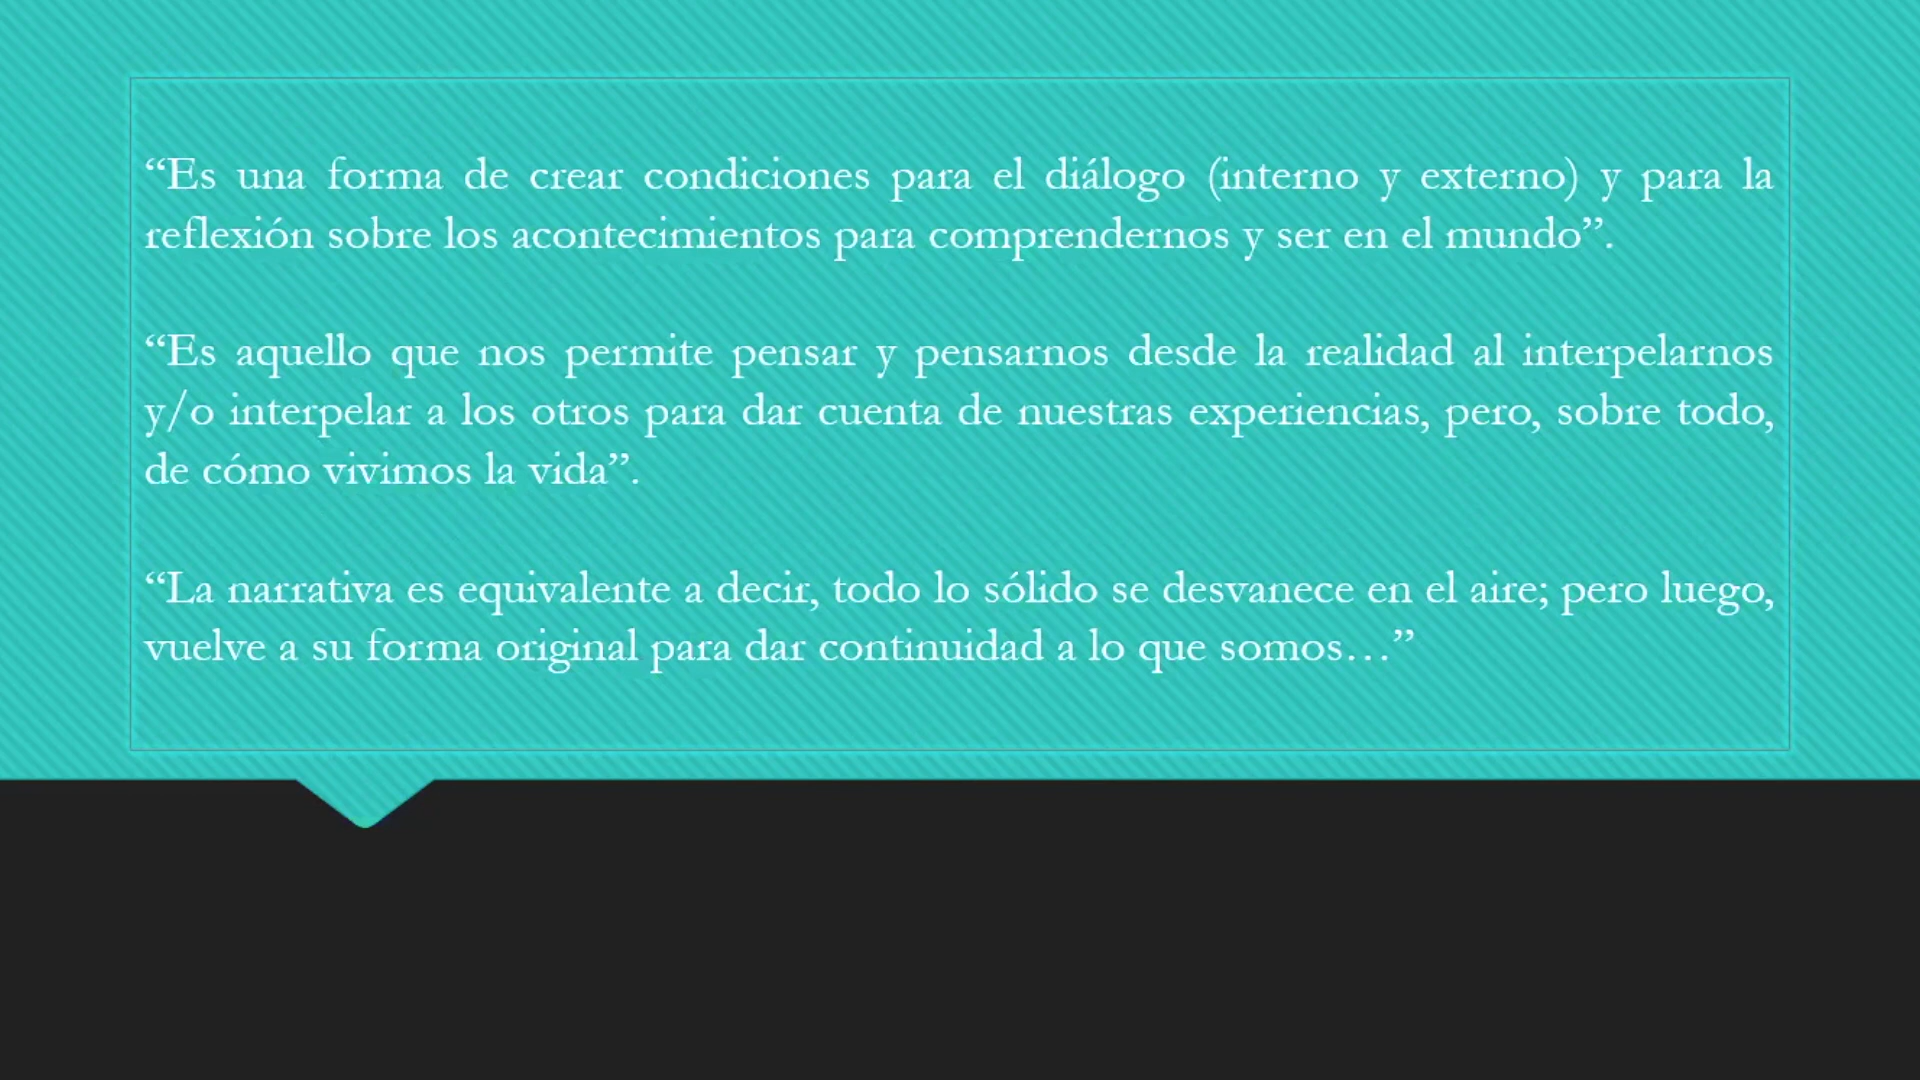 “Es una forma de crear condiciones para el diálogo (interno y externo) y para la
reflexión sobre los acontecimientos para comprendernos y ser en el mundo”.
“Es aquello que nos permite pensar y pensarnos desde la realidad al interpelarnos
y/o interpelar a los otros para dar cuenta de nuestras experiencias, pero, sobre todo,
de cómo vivimos la vida”.
“La narrativa es equivalente a decir, todo lo sólido se desvanece en el aire; pero luego,
vuelve a su forma original para dar continuidad a lo que somos…”